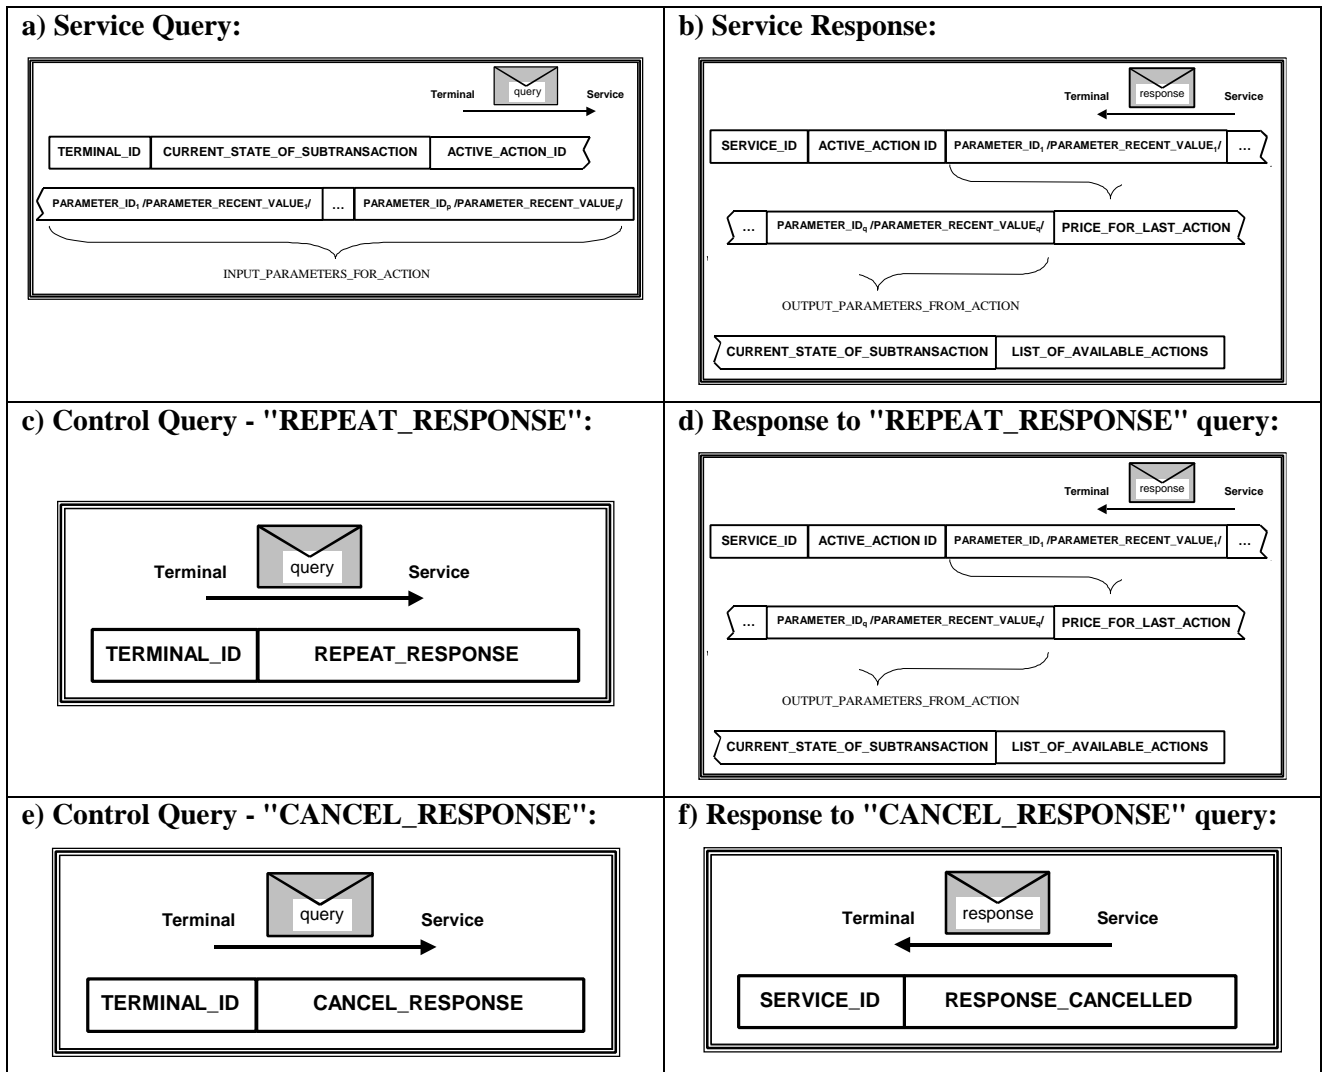 a) Service Query:
query
Terminal Service
TERMINAL_ID CURRENT_STATE_OF_SUBTRANSACTION ACTIVE_ACTION_ID
PARAMETER_ID1 /PARAMETER_RECENT_VALUE1/ ... PARAMETER_IDp /PARAMETER_RECENT_VALUEp/
INPUT_PARAMETERS_FOR_ACTION
b) Service Response:
response
Terminal Service
SERVICE_ID ACTIVE_ACTION ID PARAMETER_ID1 /PARAMETER_RECENT_VALUE1/ ...
... PARAMETER_IDq /PARAMETER_RECENT_VALUEq/ PRICE_FOR_LAST_ACTION
OUTPUT_PARAMETERS_FROM_ACTION
CURRENT_STATE_OF_SUBTRANSACTION LIST_OF_AVAILABLE_ACTIONS
c) Control Query - "REPEAT_RESPONSE":
query
Terminal Service
TERMINAL_ID REPEAT_RESPONSE
d) Response to "REPEAT_RESPONSE" query:
response
Terminal Service
SERVICE_ID ACTIVE_ACTION ID PARAMETER_ID1 /PARAMETER_RECENT_VALUE1/ ...
... PARAMETER_IDq /PARAMETER_RECENT_VALUEq/ PRICE_FOR_LAST_ACTION
OUTPUT_PARAMETERS_FROM_ACTION
CURRENT_STATE_OF_SUBTRANSACTION LIST_OF_AVAILABLE_ACTIONS
e) Control Query - "CANCEL_RESPONSE":
query
Terminal Service
TERMINAL_ID CANCEL_RESPONSE
f) Response to "CANCEL_RESPONSE" query:
response
Terminal Service
SERVICE_ID RESPONSE_CANCELLED